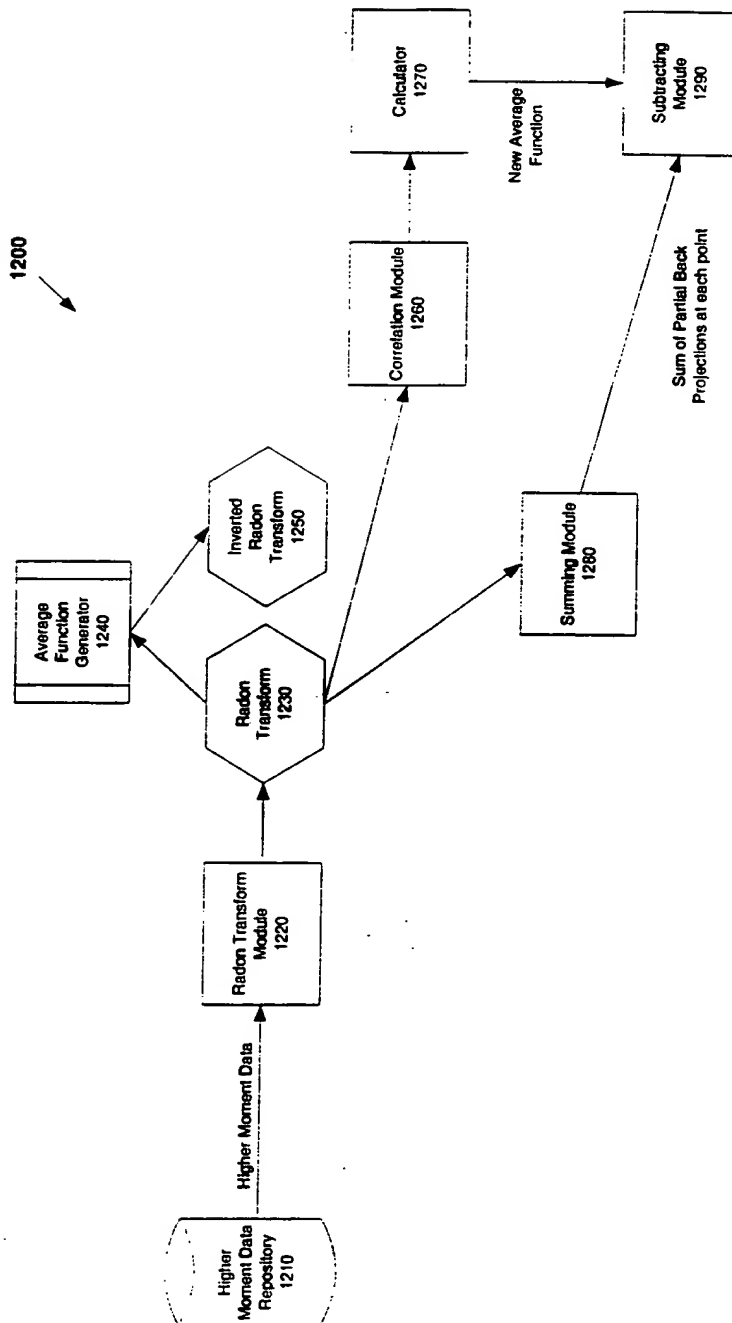 1200
Higher
Moment Data
Repository
1210
Higher Moment Data
Radon Transform
Module
1220
Radon
Transform
1230
Average
Function
Generator
1240
Inverted
Radon
Transform
1250
Correlation Module
1260
Calculator
1270
New Average
Function
Summing Module
1280
Sum of Partial Back
Projections at each point
Subtracting
Module
1290